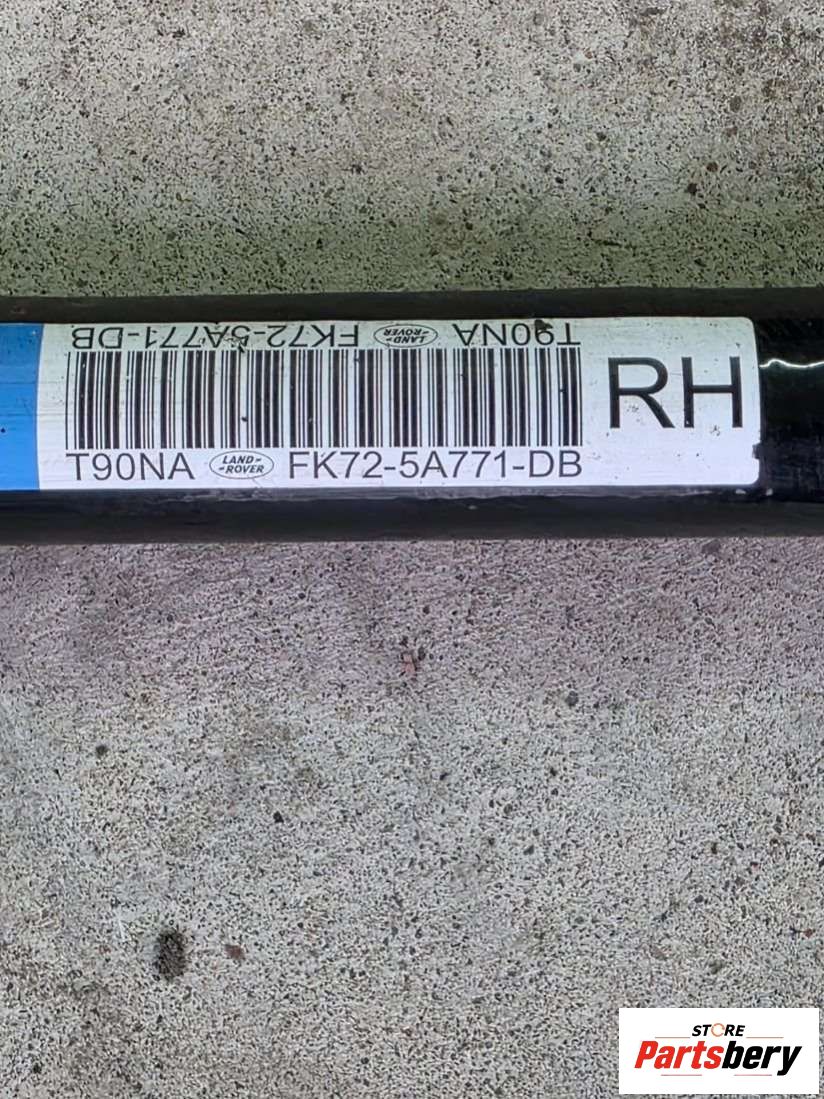 T90NA LAND-ROVER FK72-5A771-DB
RH
T90NA LAND-ROVER FK72-5A771-DB
STORE
Partsbery